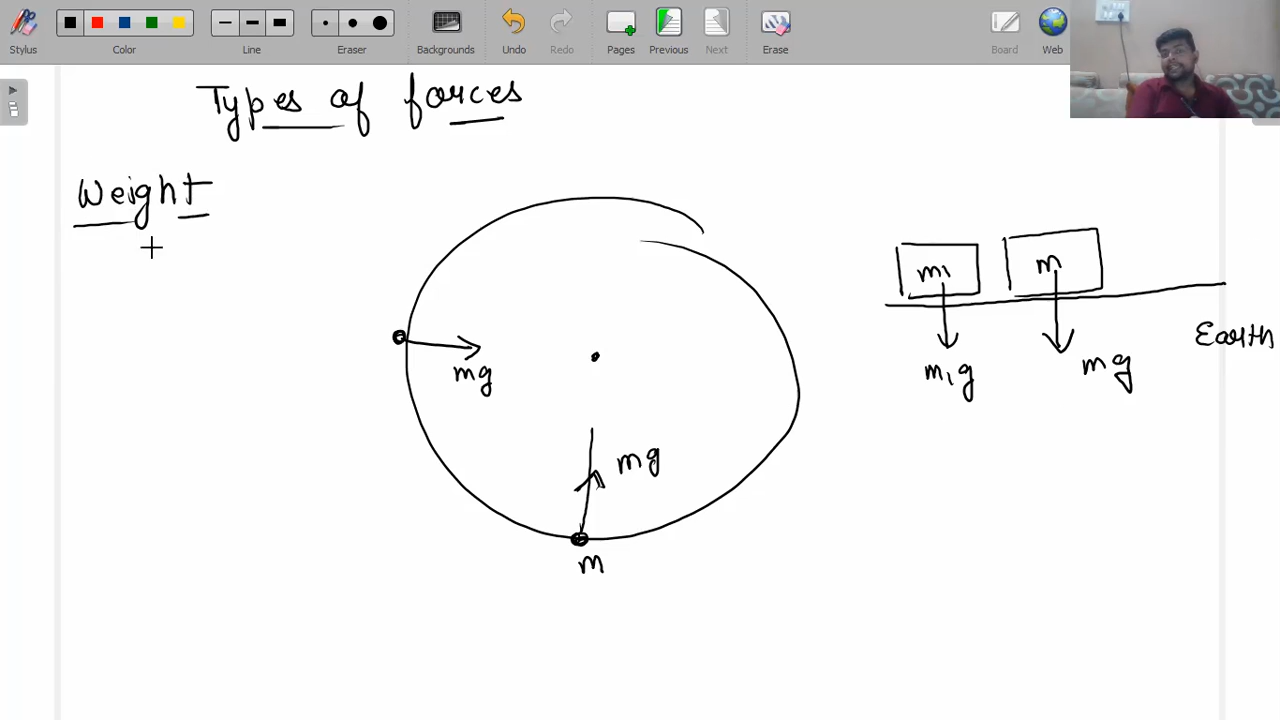 Stylus
Color
Line
Eraser
Backgrounds
Undo
Redo
Pages
Previous
Next
Erase
Board
Web
Types of forces
Weight
m1
m
Earth
m1g
mg
mg
mg
m